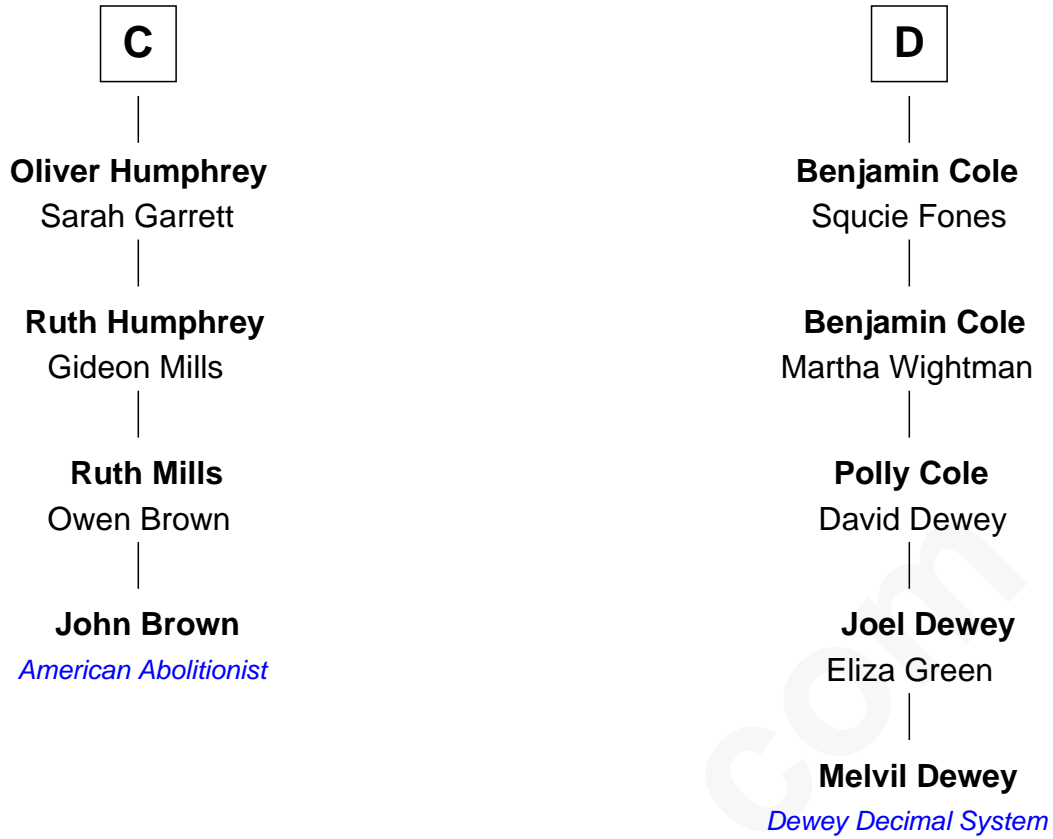 C
Oliver Humphrey
Sarah Garrett
Ruth Humphrey
Gideon Mills
Ruth Mills
Owen Brown
John Brown
American Abolitionist
D
Benjamin Cole
Squcie Fones
Benjamin Cole
Martha Wightman
Polly Cole
David Dewey
Joel Dewey
Eliza Green
Melvil Dewey
Dewey Decimal System
com